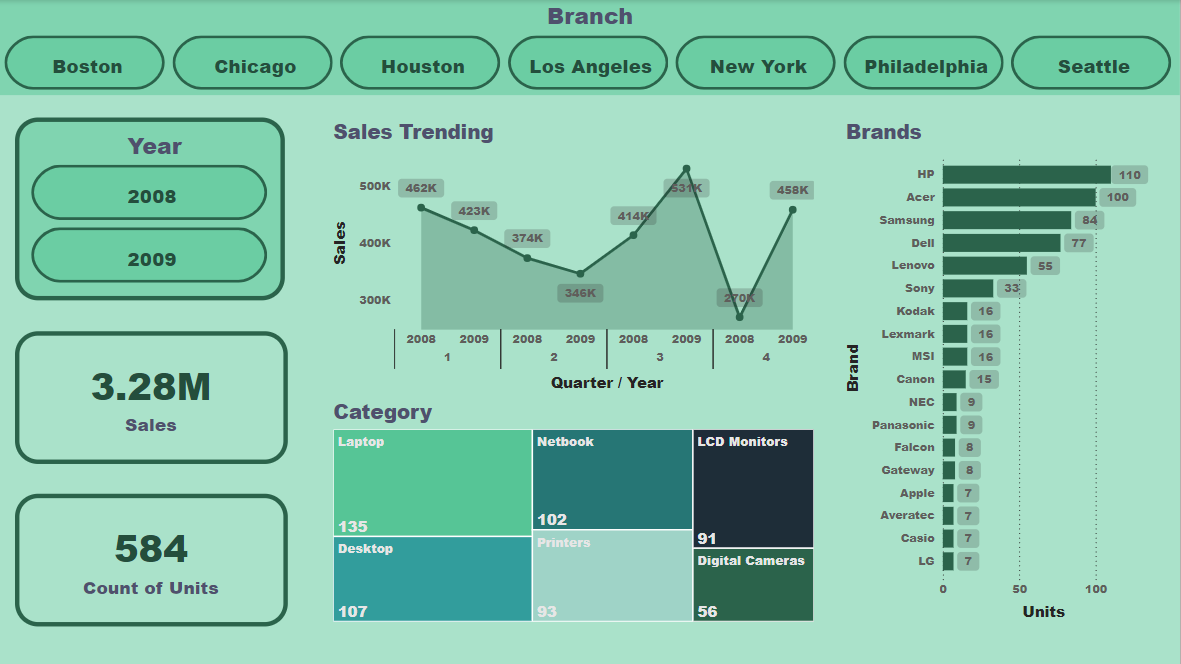 Branch
Boston
Chicago
Houston
Los Angeles
New York
Philadelphia
Seattle
Year
2008
2009
3.28M
Sales
584
Count of Units
Sales Trending
Sales
500K
400K
300K
462K
423K
374K
346K
414K
531K
270K
458K
2008 2009 2008 2009 2008 2009 2008 2009
1 2 3 4
Quarter / Year
Category
Laptop
135
Desktop
107
Netbook
102
Printers
93
LCD Monitors
91
Digital Cameras
56
Brands
Brand
HP 110
Acer 100
Samsung 84
Dell 77
Lenovo 55
Sony 33
Kodak 16
Lexmark 16
MSI 16
Canon 15
NEC 9
Panasonic 9
Falcon 8
Gateway 8
Apple 7
Averatec 7
Casio 7
LG 7
0 50 100
Units